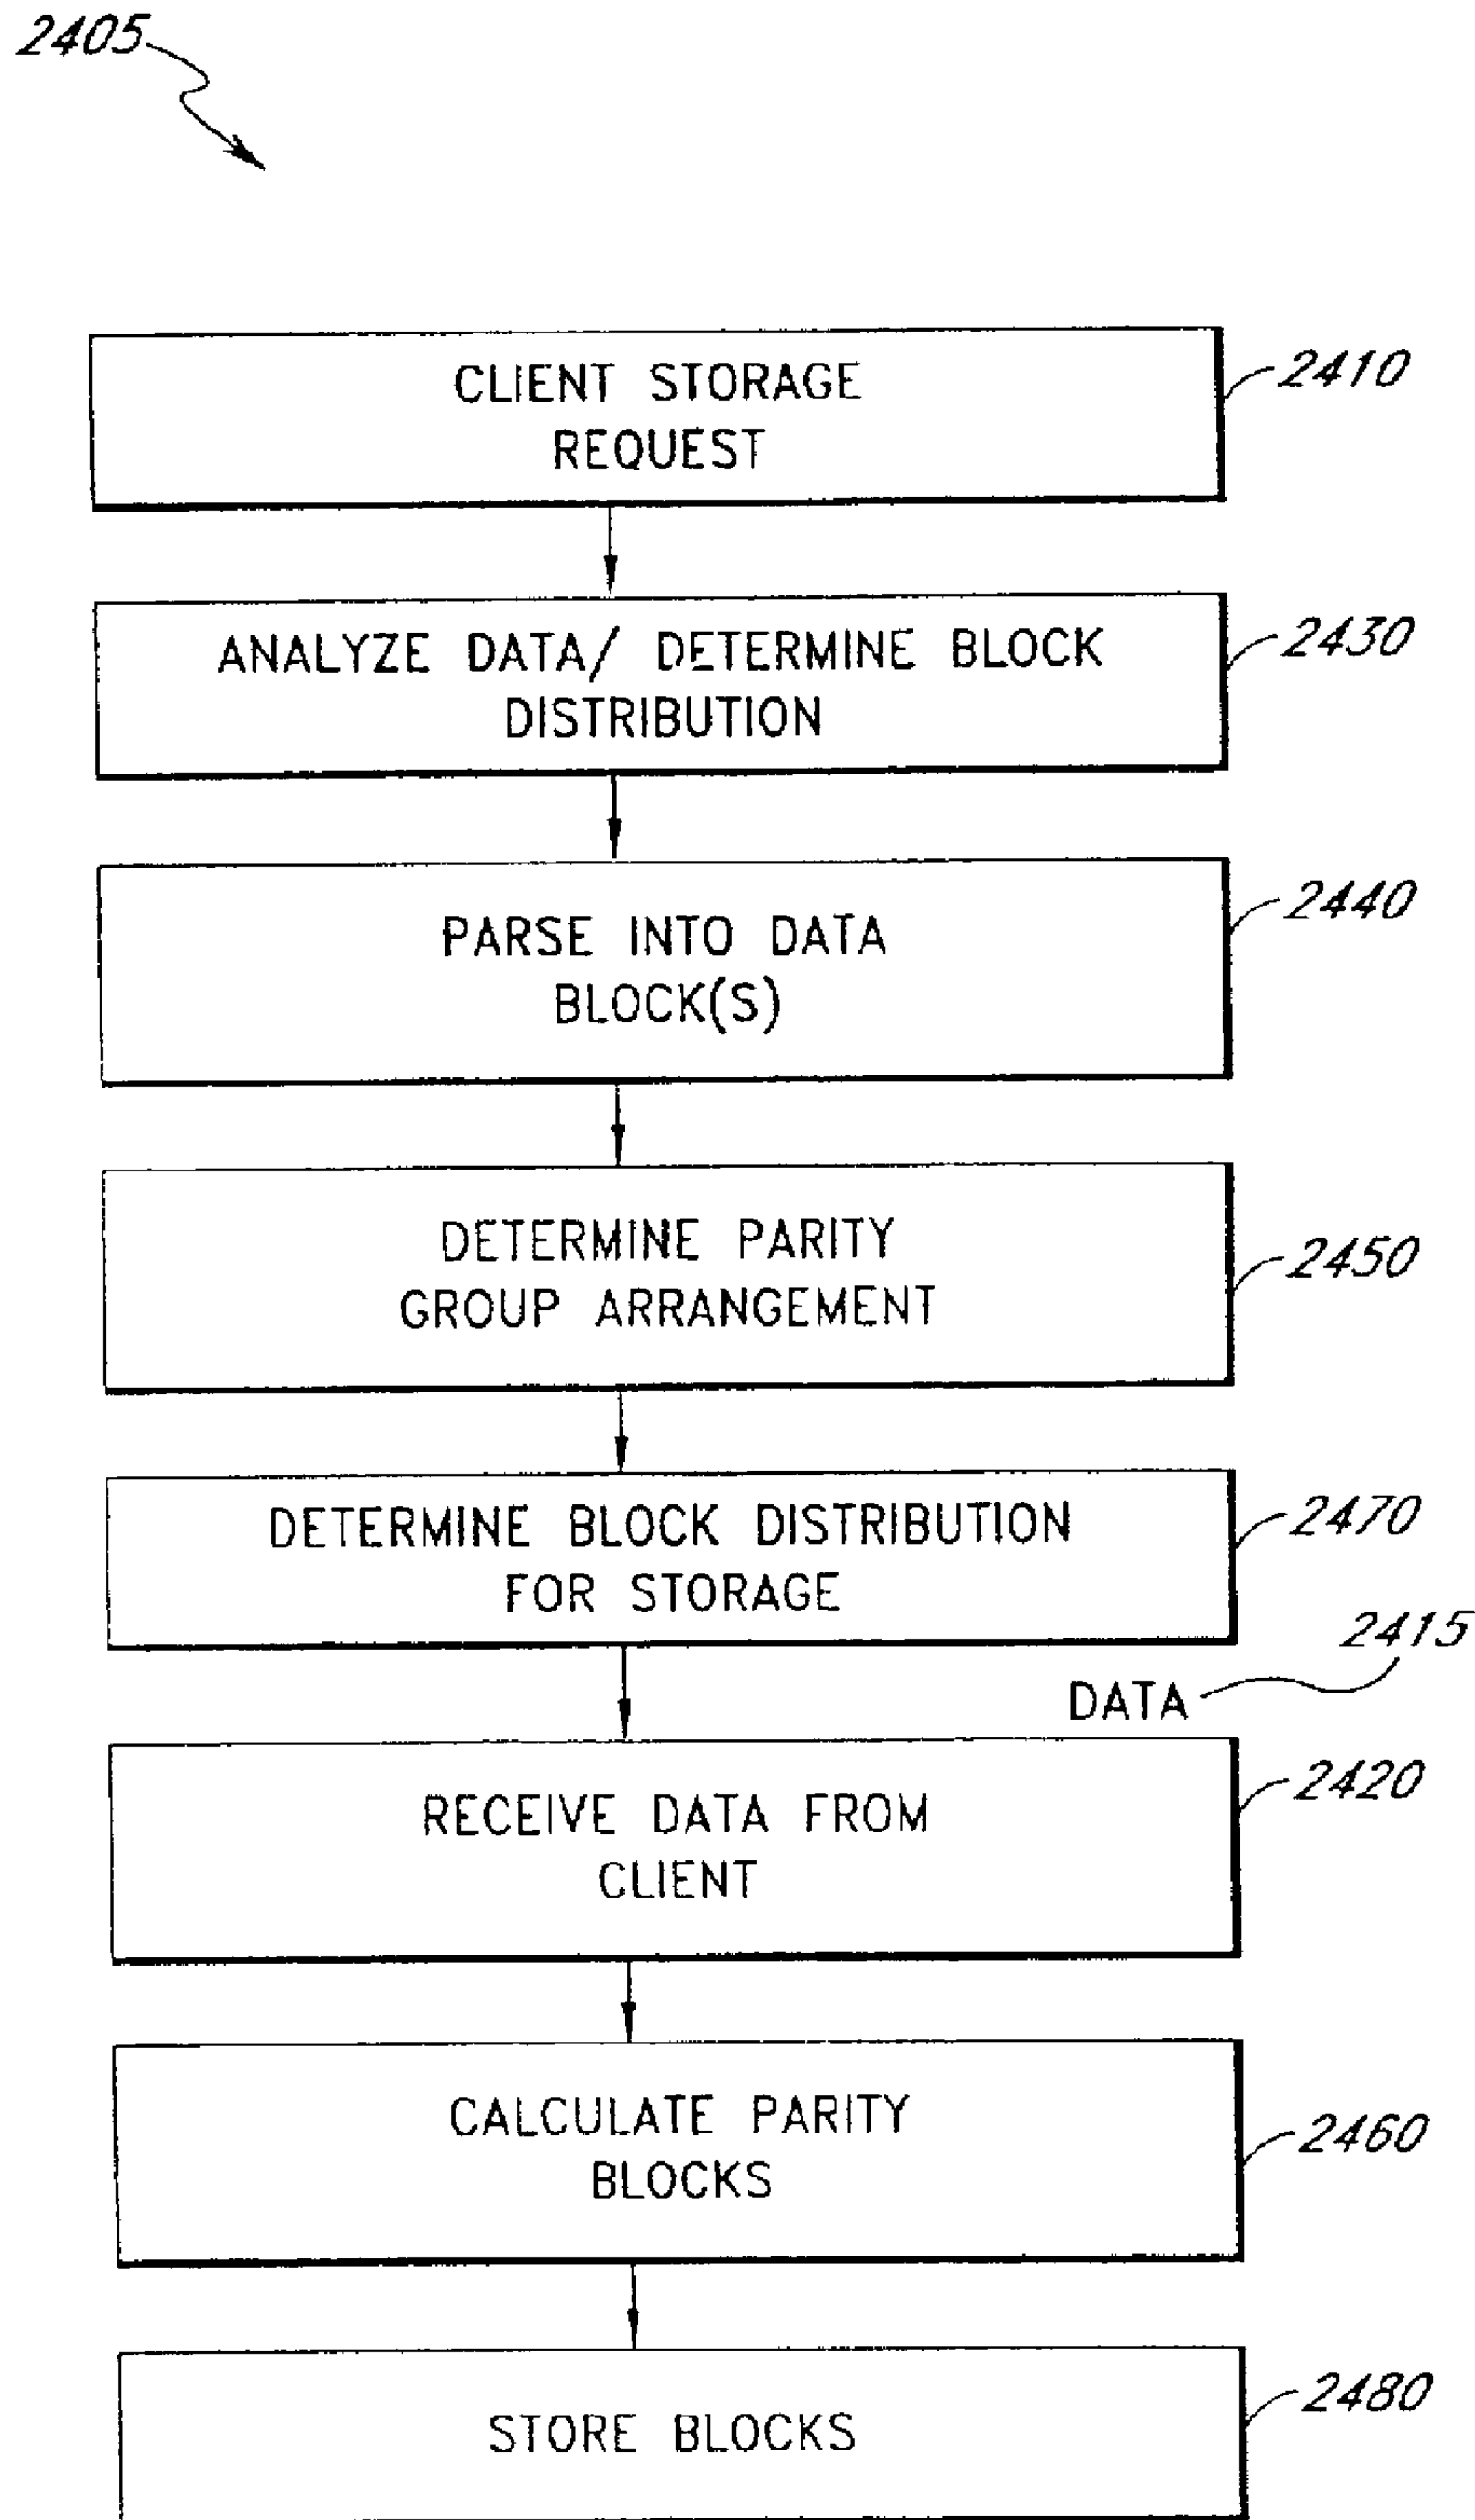 2405
CLIENT STORAGE
REQUEST
2410
ANALYZE DATA/ DETERMINE BLOCK
DISTRIBUTION
2430
PARSE INTO DATA
BLOCK(S)
2440
DETERMINE PARITY
GROUP ARRANGEMENT
2450
DETERMINE BLOCK DISTRIBUTION
FOR STORAGE
2470
2415
DATA
RECEIVE DATA FROM
CLIENT
2420
CALCULATE PARITY
BLOCKS
2460
STORE BLOCKS
2480